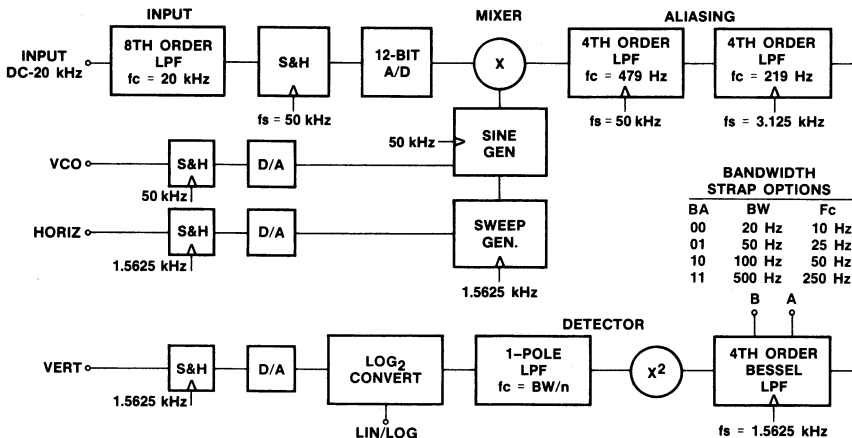 INPUT
MIXER
ALIASING
INPUT
DC-20 kHz
8TH ORDER
LPF
fc = 20 kHz
S&H
fs = 50 kHz
12-BIT
A/D
X
4TH ORDER
LPF
fc = 479 Hz
fs = 50 kHz
4TH ORDER
LPF
fc = 219 Hz
fs = 3.125 kHz
50 kHz
SINE
GEN
VCO
S&H
50 kHz
D/A
HORIZ
S&H
1.5625 kHz
D/A
SWEEP
GEN.
1.5625 kHz
BANDWIDTH
STRAP OPTIONS
BA BW Fc
00 20 Hz 10 Hz
01 50 Hz 25 Hz
10 100 Hz 50 Hz
11 500 Hz 250 Hz
B A
DETECTOR
VERT
S&H
1.5625 kHz
D/A
LOG2
CONVERT
LIN/LOG
1–POLE
LPF
fc = BW/n
X2
4TH ORDER
BESSEL
LPF
fs = 1.5625 kHz